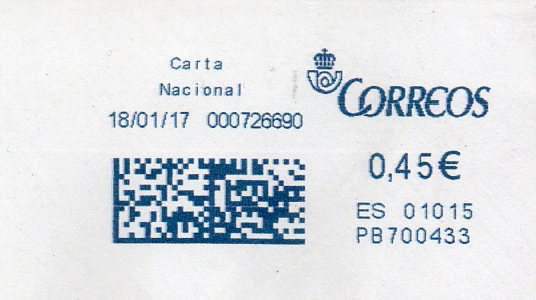 Carta
Nacional
18/01/17 000726690
CORREOS
0,45€
ES 01015
PB700433